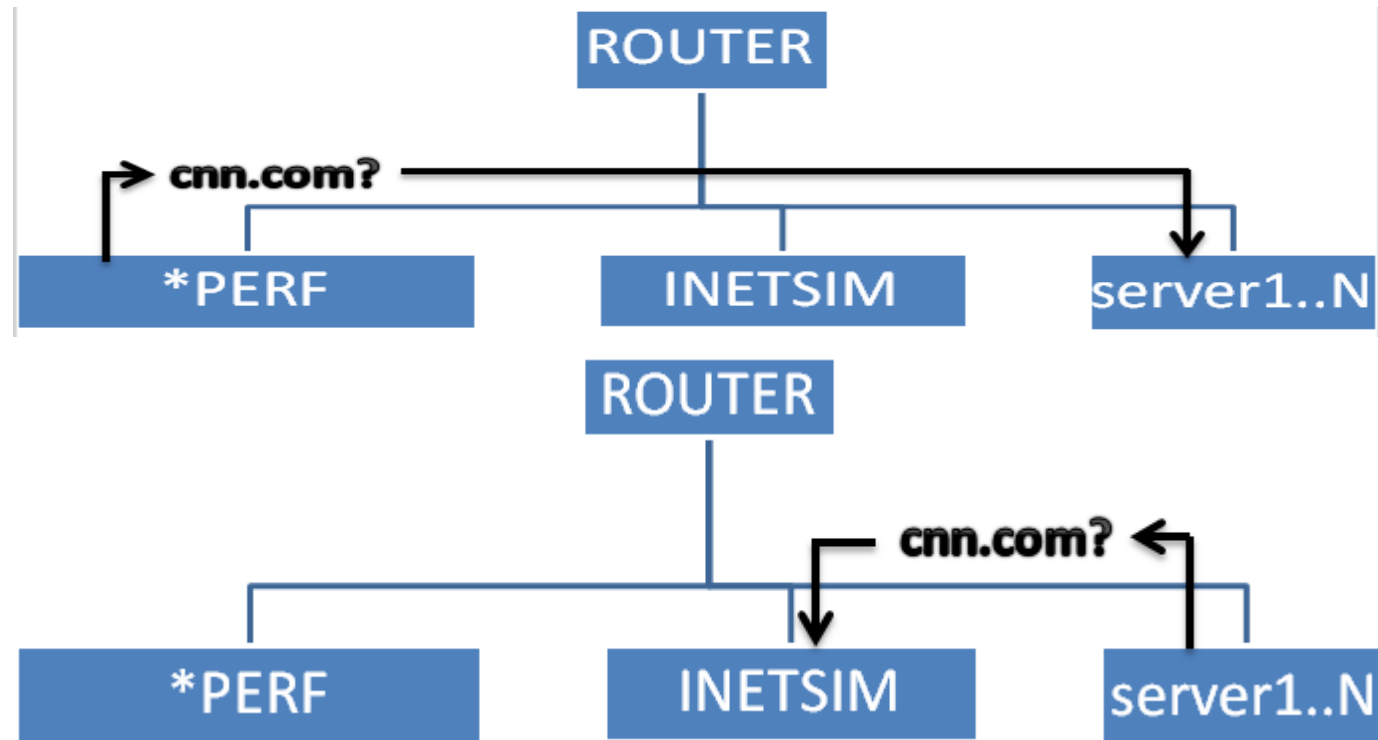 ROUTER
cnn.com?
*PERF
INETSIM
server1..N
ROUTER
cnn.com?
*PERF
INETSIM
server1..N